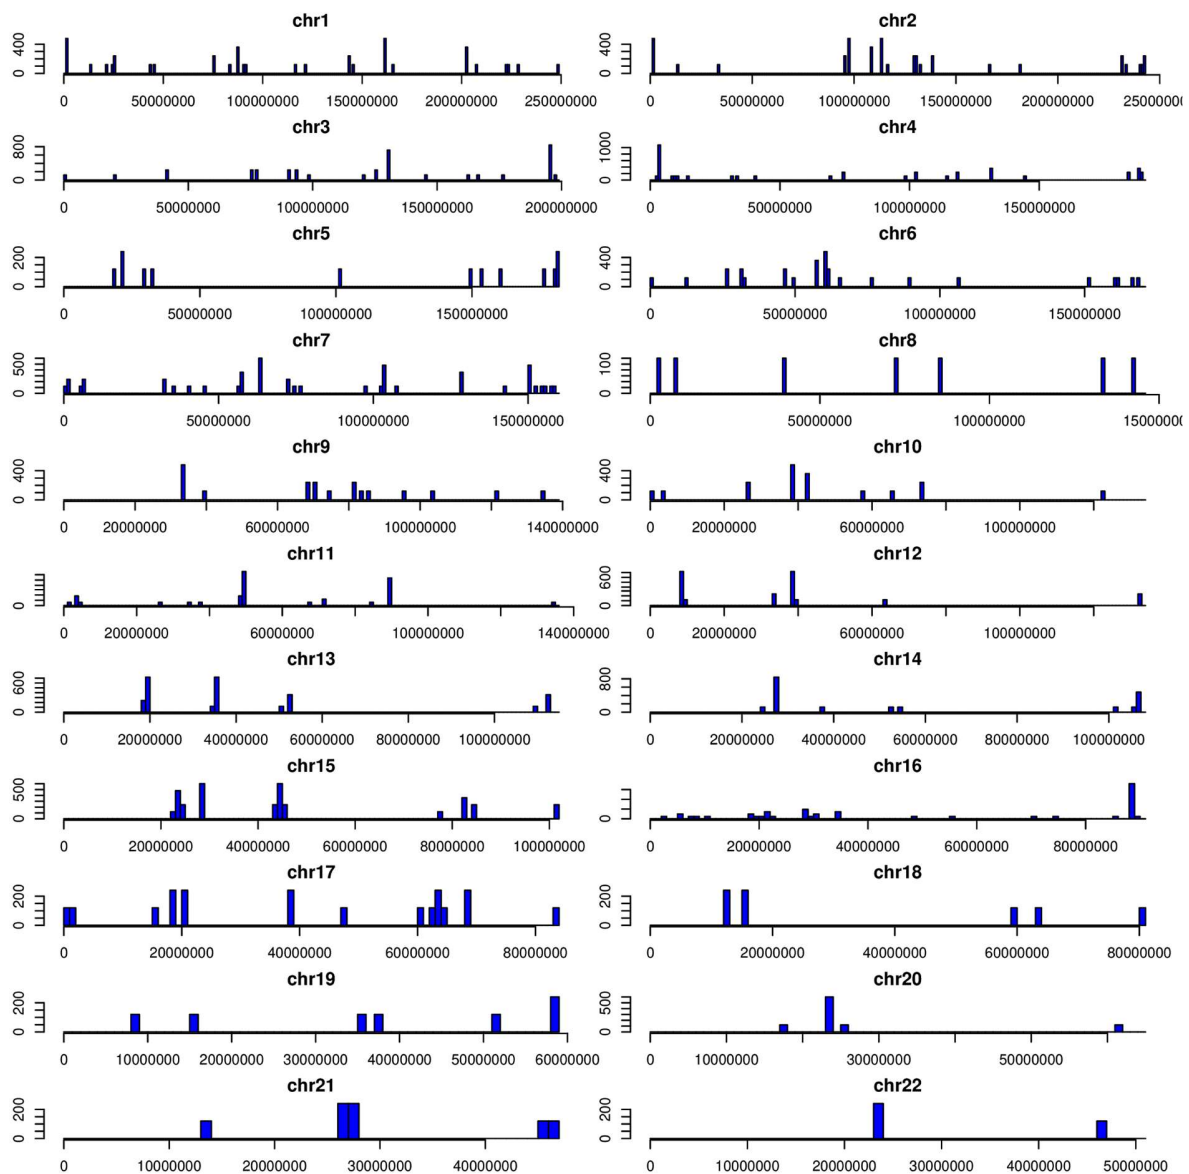 chr1 chr2
400 400
0 0
0 50000000 100000000 150000000 200000000 250000000 0 50000000 100000000 150000000 200000000 25000000
chr3 chr4
800 1000
0 0
0 50000000 100000000 150000000 200000000 0 50000000 100000000 150000000
chr5 chr6
200 400
0 0
0 50000000 100000000 150000000 0 50000000 100000000 150000000
chr7 chr8
500 100
0 0
0 50000000 100000000 150000000 0 50000000 100000000 15000000
chr9 chr10
400 400
0 0
0 20000000 60000000 100000000 140000000 0 20000000 60000000 100000000
chr11 chr12
600
0 0
0 20000000 60000000 100000000 140000000 0 20000000 60000000 100000000
chr13 chr14
600 800
0 0
0 20000000 40000000 60000000 80000000 100000000 0 20000000 40000000 60000000 80000000 100000000
chr15 chr16
500
0 0
0 20000000 40000000 60000000 80000000 100000000 0 20000000 40000000 60000000 80000000
chr17 chr18
200 200
0 0
0 20000000 40000000 60000000 80000000 0 20000000 40000000 60000000 80000000
chr19 chr20
200 500
0 0
0 10000000 20000000 30000000 40000000 50000000 60000000 0 10000000 30000000 50000000
chr21 chr22
200 200
0 0
0 10000000 20000000 30000000 40000000 0 10000000 20000000 30000000 40000000 50000000